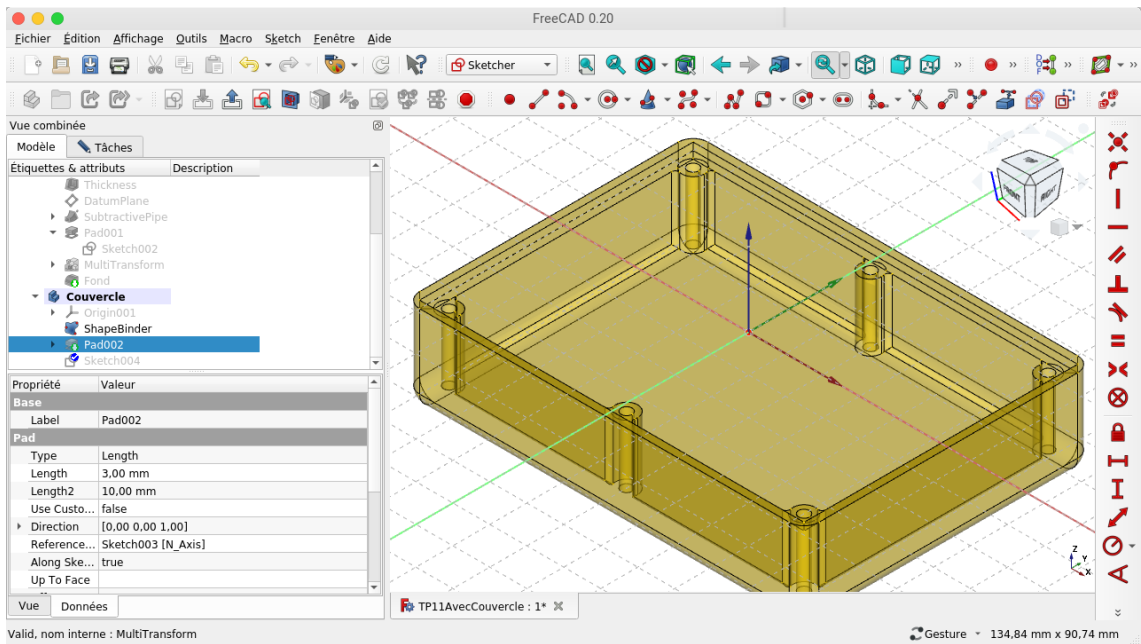 FreeCAD 0.20
Fichier Édition Affichage Outils Macro Sketch Fenêtre Aide
Sketcher
Vue combinée
Modèle Tâches
Étiquettes & attributs Description
Thickness
DatumPlane
SubtractivePipe
Pad001
Sketch002
MultiTransform
Fond
Couvercle
Origin001
ShapeBinder
Pad002
Sketch004
Propriété Valeur
Base
Label Pad002
Pad
Type Length
Length 3,00 mm
Length2 10,00 mm
Use Custo... false
Direction [0,00 0,00 1,00]
Reference... Sketch003 [N_Axis]
Along Ske... true
Up To Face
Vue Données
FRONT RIGHT
Z Y X
TP11AvecCouvercle : 1*
Valid, nom interne : MultiTransform
Gesture 134,84 mm x 90,74 mm